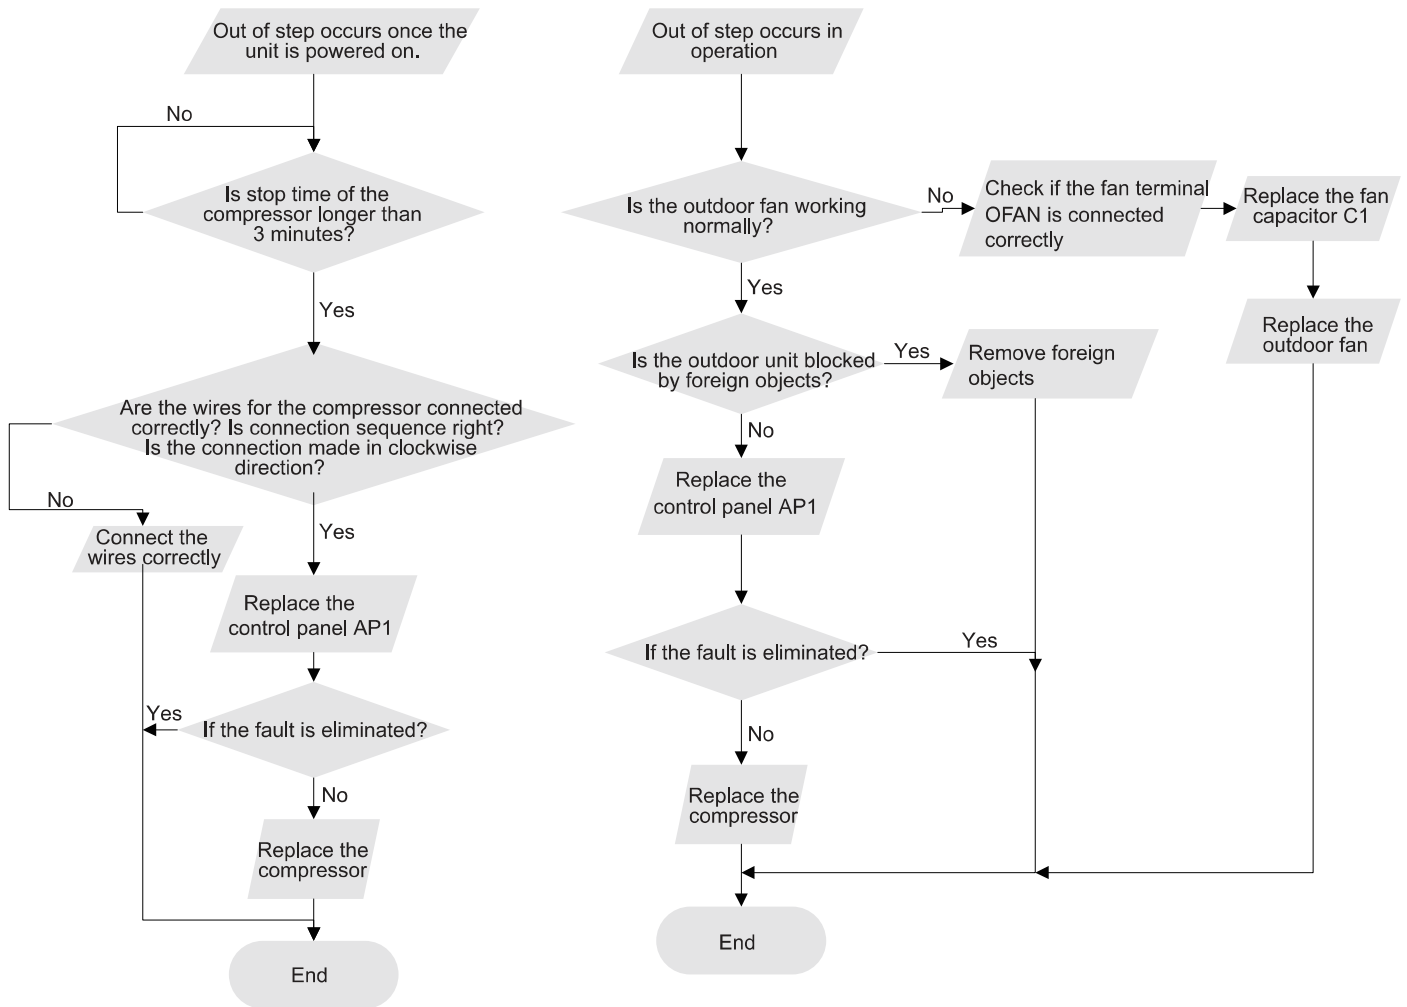 Out of step occurs once the
unit is powered on.
No
Is stop time of the
compressor longer than
3 minutes?
Yes
Are the wires for the compressor connected
correctly? Is connection sequence right?
Is the connection made in clockwise
direction?
No
Connect the
wires correctly
Yes
Replace the
control panel AP1
Yes
If the fault is eliminated?
No
Replace the
compressor
End
Out of step occurs in
operation
Is the outdoor fan working
normally?
No
Check if the fan terminal
OFAN is connected
correctly
Replace the fan
capacitor C1
Replace the
outdoor fan
Yes
Is the outdoor unit blocked
by foreign objects?
Yes
Remove foreign
objects
No
Replace the
control panel AP1
If the fault is eliminated?
Yes
No
Replace the
compressor
End